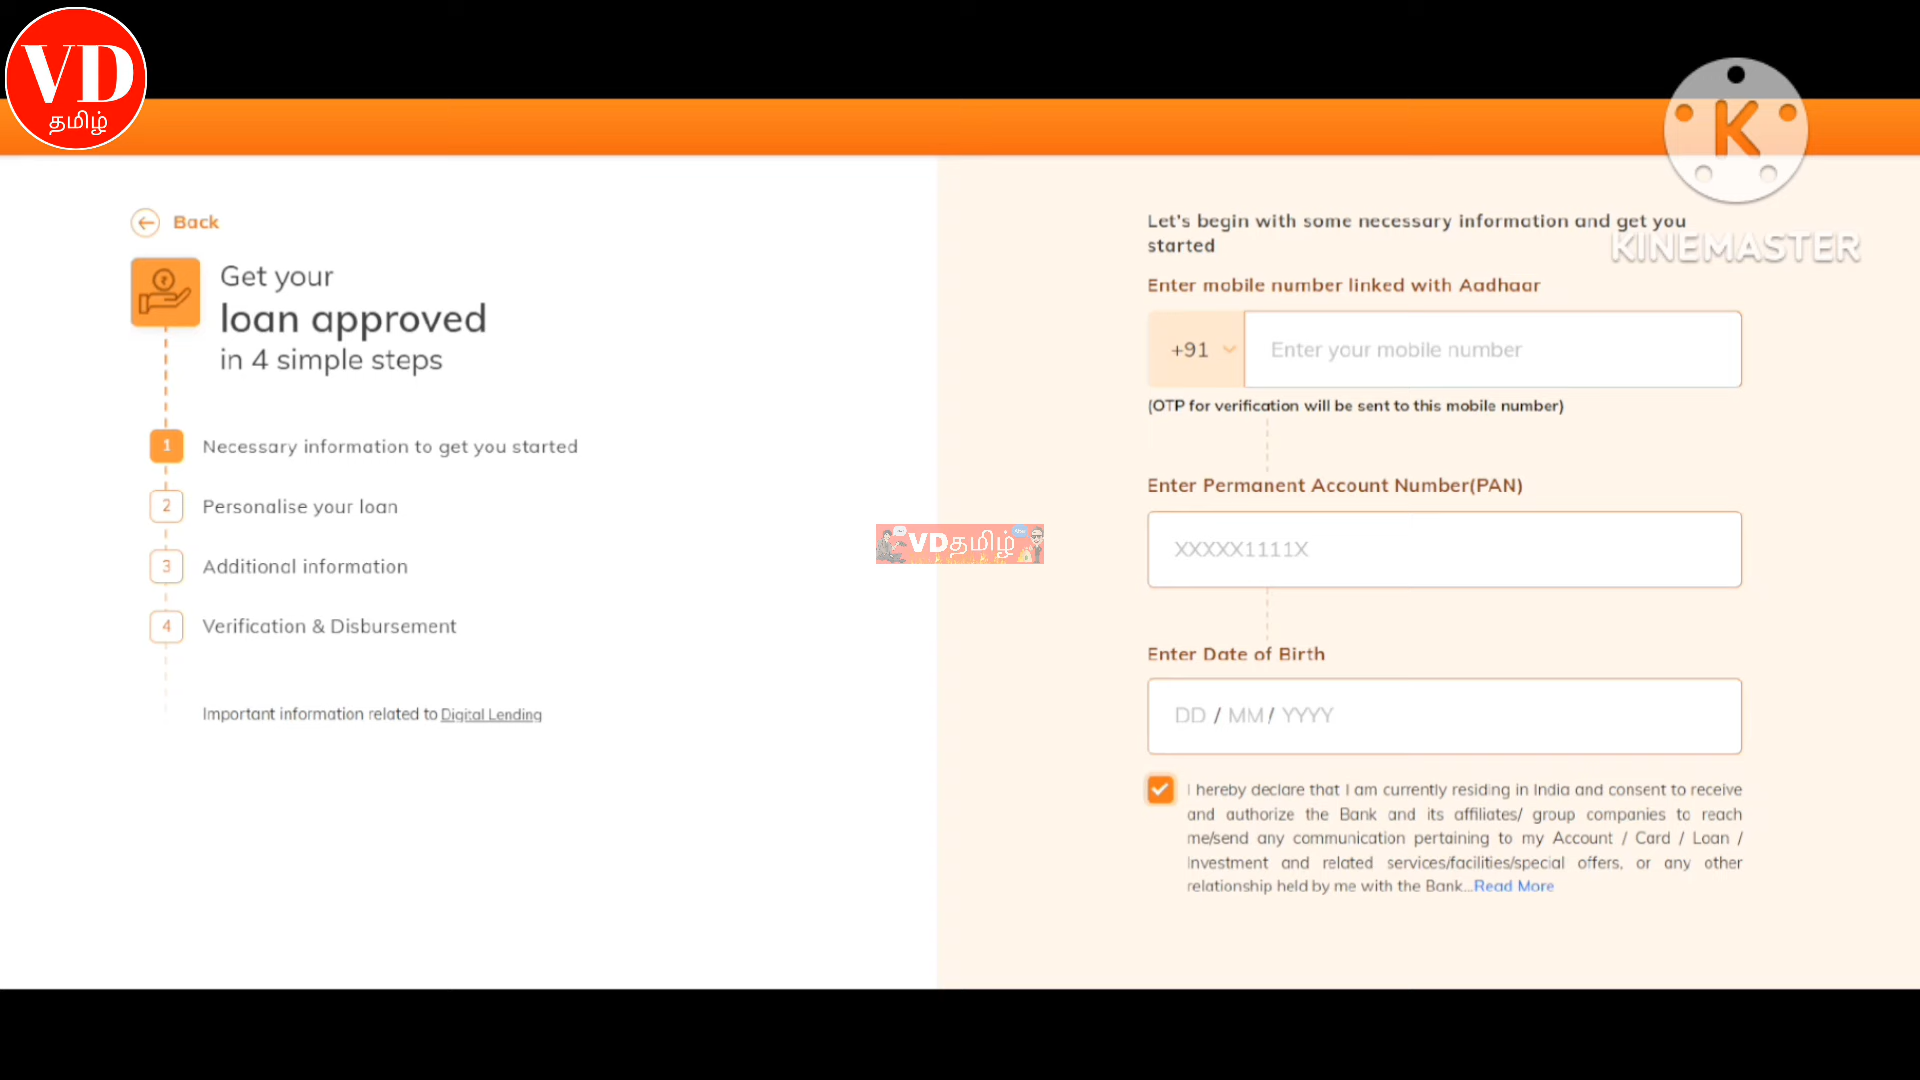 VD
தமிழ்
K
KINEMASTER
Back
Get your
loan approved
in 4 simple steps
1 Necessary information to get you started
2 Personalise your loan
3 Additional information
4 Verification & Disbursement
Important information related to Digital Lending
VDதமிழ்
Let's begin with some necessary information and get you
started
Enter mobile number linked with Aadhaar
+91 Enter your mobile number
(OTP for verification will be sent to this mobile number)
Enter Permanent Account Number(PAN)
XXXXX1111X
Enter Date of Birth
DD / MM / YYYY
I hereby declare that I am currently residing in India and consent to receive
and authorize the Bank and its affiliates/ group companies to reach
me/send any communication pertaining to my Account / Card / Loan /
Investment and related services/facilities/special offers, or any other
relationship held by me with the Bank...Read More